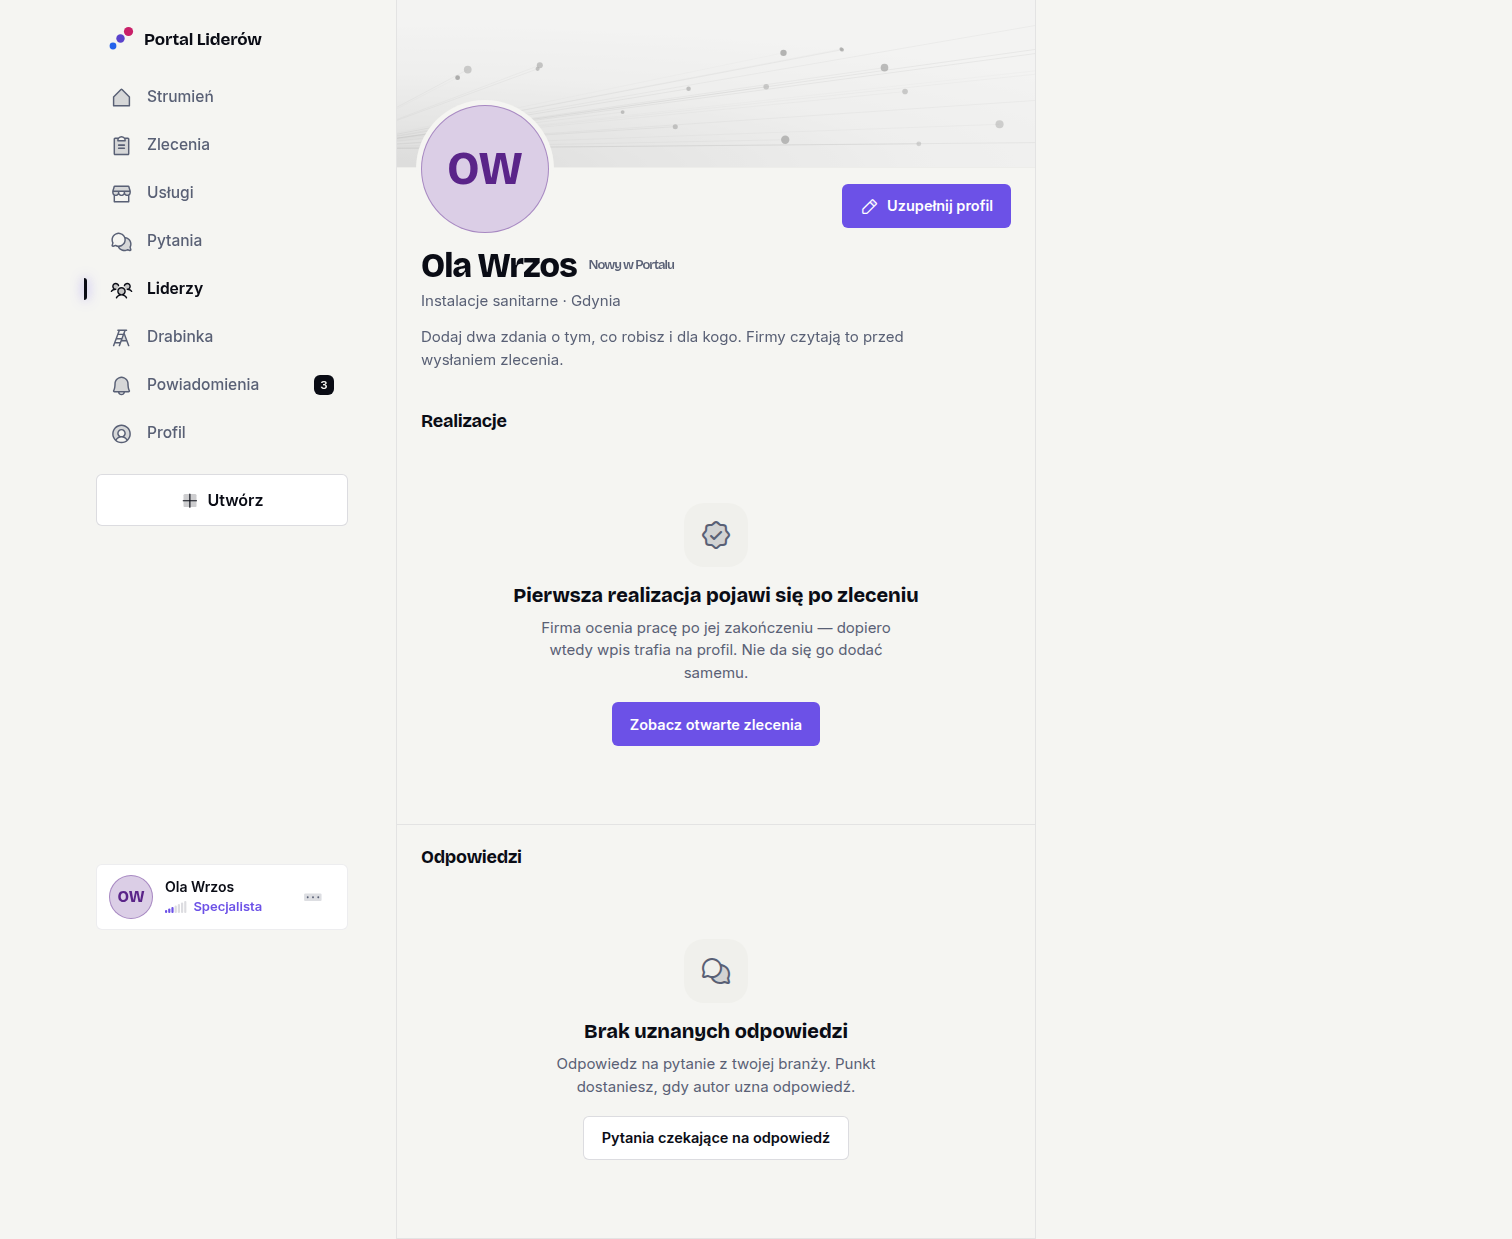 Portal Liderów
Strumień
Zlecenia
Usługi
Pytania
Liderzy
Drabinka
Powiadomienia 3
Profil
Utwórz
OW
Ola Wrzos
Specjalista
OW
Uzupełnij profil
Ola Wrzos Nowy w Portalu
Instalacje sanitarne · Gdynia
Dodaj dwa zdania o tym, co robisz i dla kogo. Firmy czytają to przed
wysłaniem zlecenia.
Realizacje
Pierwsza realizacja pojawi się po zleceniu
Firma ocenia pracę po jej zakończeniu — dopiero
wtedy wpis trafia na profil. Nie da się go dodać
samemu.
Zobacz otwarte zlecenia
Odpowiedzi
Brak uznanych odpowiedzi
Odpowiedz na pytanie z twojej branży. Punkt
dostaniesz, gdy autor uzna odpowiedź.
Pytania czekające na odpowiedź